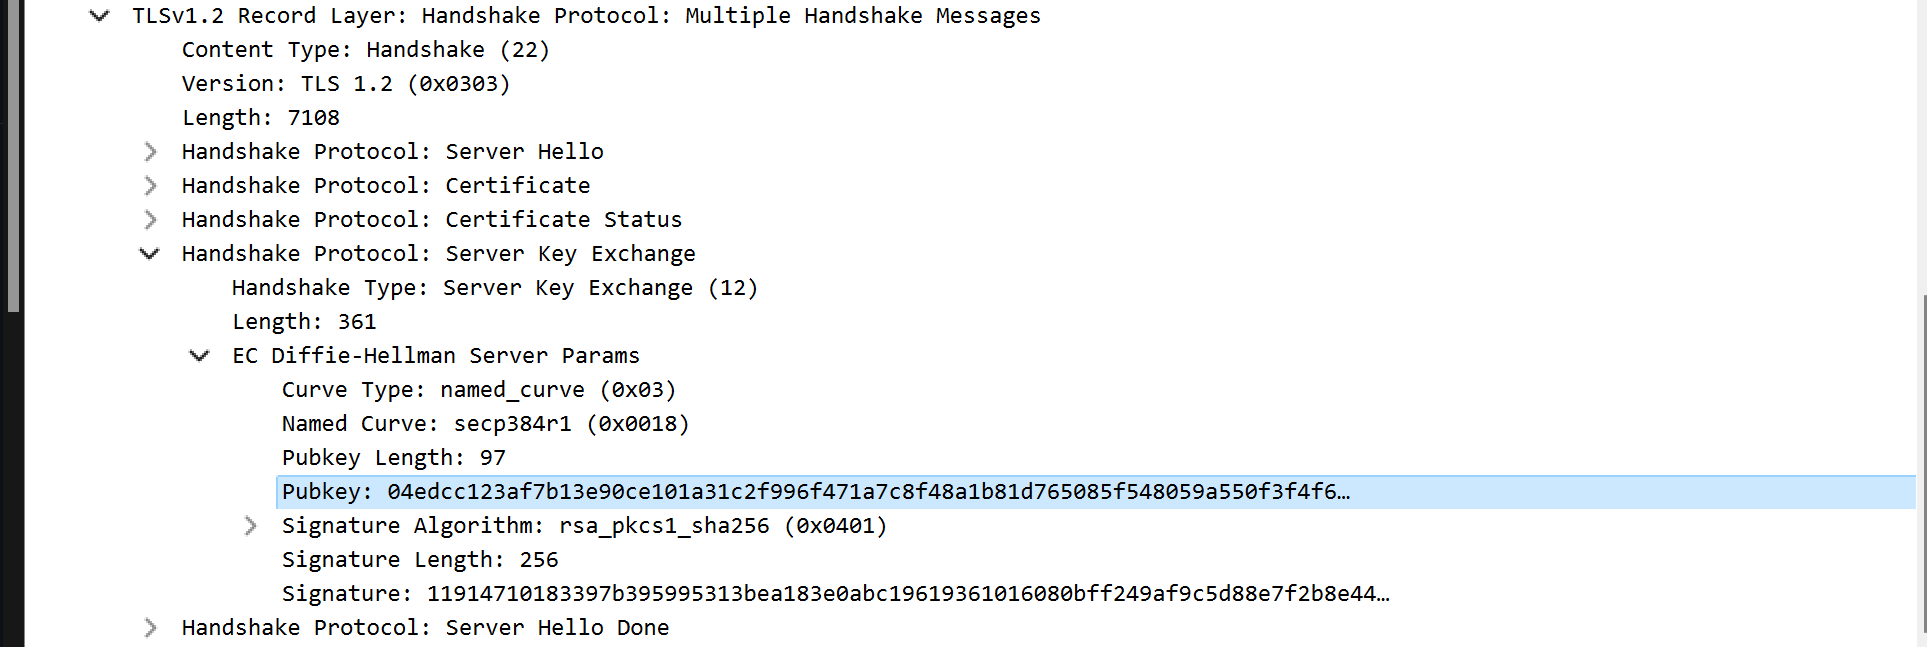 TLSv1.2 Record Layer: Handshake Protocol: Multiple Handshake Messages
Content Type: Handshake (22)
Version: TLS 1.2 (0x0303)
Length: 7108
Handshake Protocol: Server Hello
Handshake Protocol: Certificate
Handshake Protocol: Certificate Status
Handshake Protocol: Server Key Exchange
Handshake Type: Server Key Exchange (12)
Length: 361
EC Diffie-Hellman Server Params
Curve Type: named_curve (0x03)
Named Curve: secp384r1 (0x0018)
Pubkey Length: 97
Pubkey: 04edcc123af7b13e90ce101a31c2f996f471a7c8f48a1b81d765085f548059a550f3f4f6…
Signature Algorithm: rsa_pkcs1_sha256 (0x0401)
Signature Length: 256
Signature: 11914710183397b395995313bea183e0abc19619361016080bff249af9c5d88e7f2b8e44…
Handshake Protocol: Server Hello Done